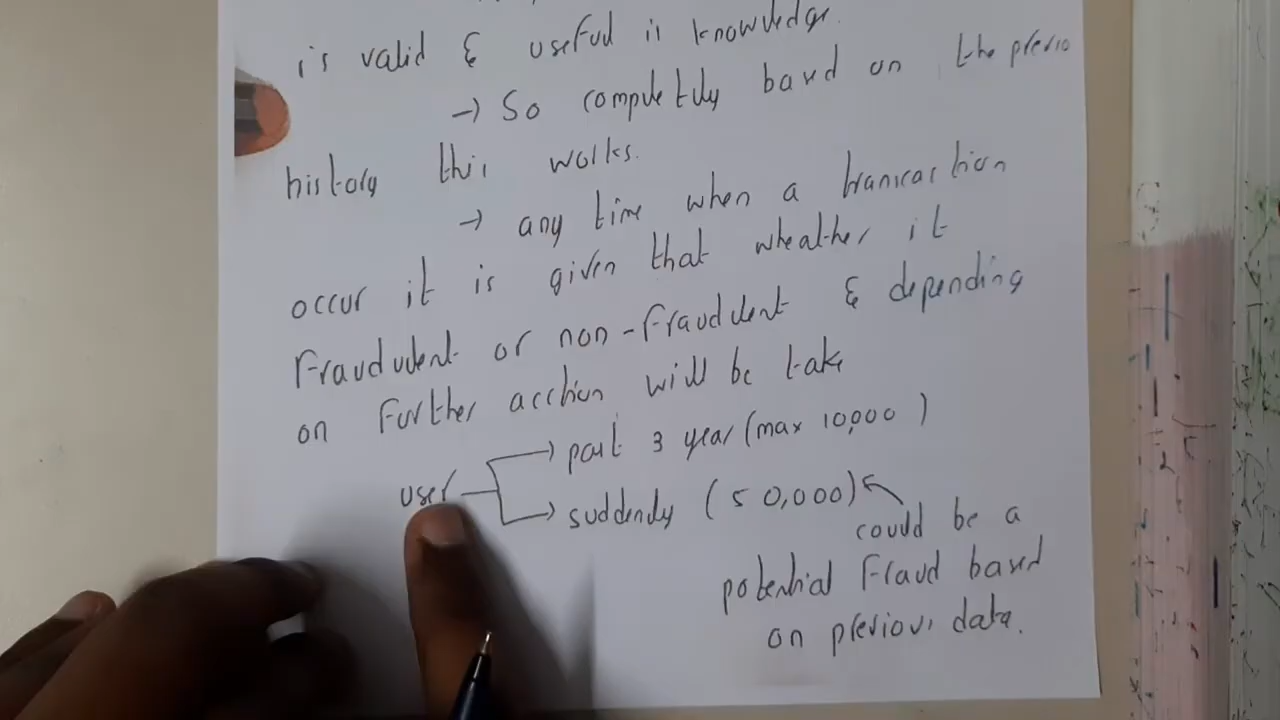 is valid & useful is knowledge.
→ So completely based on the previo
history this works.
→ any time when a transaction
occur it is given that wheather it
fraudulent or non-fraudulent & depending
on further action will be take
past 3 year (max 10,000)
user
suddenly (50,000)
could be a
potential fraud based
on previous data.